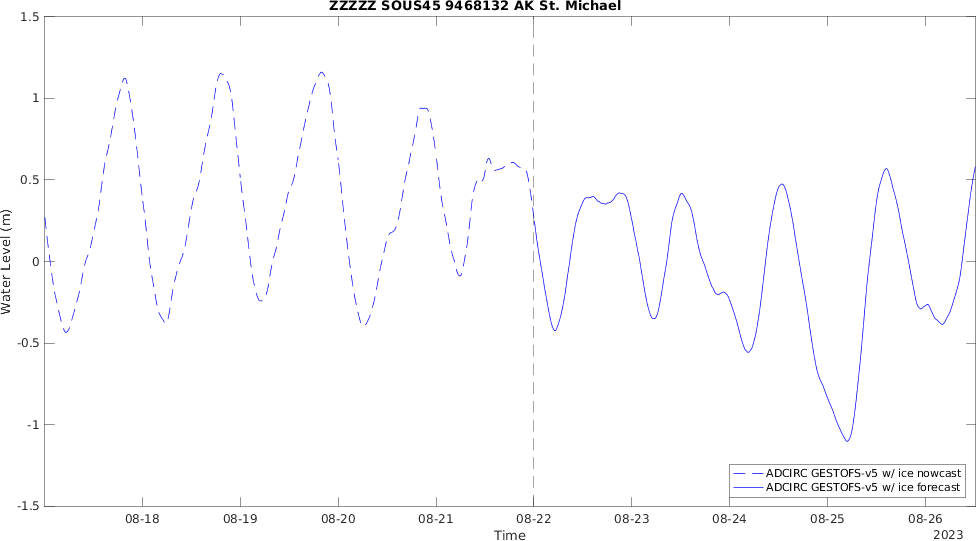 ZZZZZ SOUS45 9468132 AK St. Michael
1.5
1
0.5
0
-0.5
-1
-1.5
Water Level (m)
ADCIRC GESTOFS-v5 w/ ice nowcast
ADCIRC GESTOFS-v5 w/ ice forecast
08-18 08-19 08-20 08-21 08-22 08-23 08-24 08-25 08-26
Time
2023